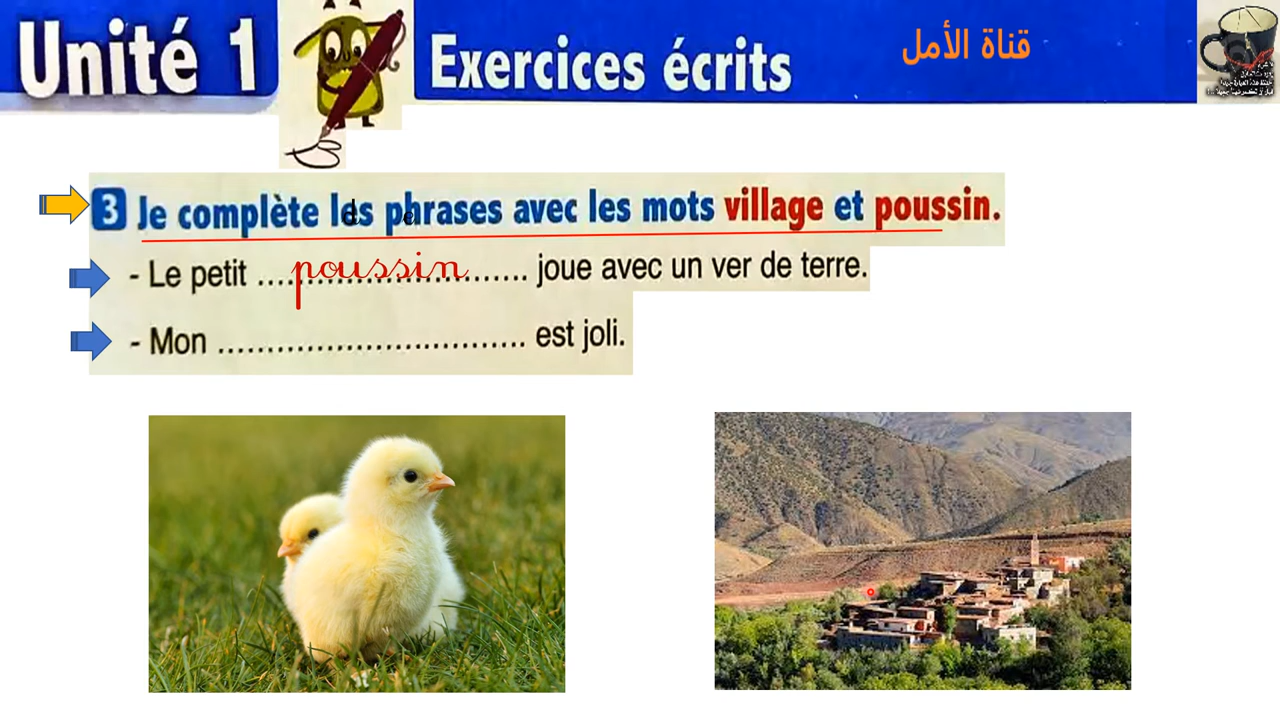 Unité 1
Exercices écrits
قناة الأمل
3 Je complète les phrases avec les mots village et poussin.
- Le petit ...poussin... joue avec un ver de terre.
- Mon ............................... est joli.